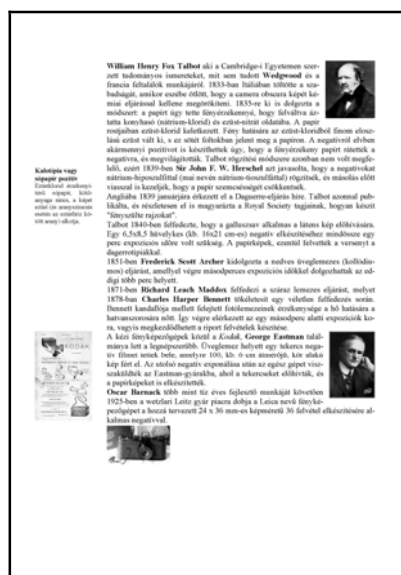 William Henry Fox Talbot aki a Cambridge-i Egyetemen szer-
zett tudományos ismereteket, mit sem tudott Wedgwood és a
francia feltalálók munkájáról. 1833-ban Itáliában töltötte a sza-
badságát, amikor eszébe ötlött, hogy a camera obscura képét ké-
miai eljárással kellene megörökíteni. 1835-re ki is dolgozta a
módszert: a papírt úgy tette fényérzékennyé, hogy felváltva áz-
tatta konyhasó (nátrium-klorid) és ezüst-nitrát oldatába. A papír
rostjaiban ezüst-klorid keletkezett. Fény hatására az ezüst-kloridból finom elosz-
lású ezüst vált ki, s ez sötét foltokban jelent meg a papíron. A negatívról elvben
akármennyi pozitívot is készíthettek úgy, hogy a fényérzékeny papírt rátették a
negatívra, és megvilágították. Talbot rögzítési módszere azonban nem volt megfe-
lelő, ezért 1839-ben Sir John F. W. Herschel azt javasolta, hogy a negatívokat
nátrium-hiposzulfittal (mai nevén nátrium-tioszulfáttal) rögzítsék, és másolás előtt
viasszal is kezeljék, hogy a papír szemcsességét csökkentsék.
Angliába 1839 januárjára érkezett el a Daguerre-eljárás híre. Talbot azonnal pub-
likálta, és részletesen el is magyarázta a Royal Society tagjainak, hogyan készít
"fényszülte rajzokat".
Talbot 1840-ben felfedezte, hogy a galluszsav alkalmas a látens kép előhívására.
Egy 6,5x8,5 hüvelykes (kb. 16x21 cm-es) negatív elkészítéséhez mindössze egy
perc expozíciós időre volt szükség. A papírképek, ezentúl felvették a versenyt a
dagerrotípiákkal.
1851-ben Frederick Scott Archer kidolgozta a nedves üveglemezes (kollódiu-
mos) eljárást, amellyel végre másodperces expozíciós időkkel dolgozhattak az ed-
digi több perc helyett.
1871-ben Richard Leach Maddox felfedezi a száraz lemezes eljárást, melyet
1878-ban Charles Harper Bennett tökéletesít egy véletlen felfedezés során.
Bennett kandallója mellett felejtett fotólemezeinek érzékenysége a hő hatására a
hatvanszorosára nőtt. Így végre elérkezett az egy másodperc alatti expozíciók ko-
ra, vagyis megkezdődhetett a riport felvételek készítése.
A kézi fényképezőgépek közül a Kodak, George Eastman talál-
mánya lett a legnépszerűbb. Üveglemez helyett egy tekercs nega-
tív filmet tettek bele, amelyre 100, kb. 6 cm átmérőjű, kör alakú
kép fért el. Az utolsó negatív exponálása után az egész gépet visz-
szaküldték az Eastman-gyárakba, ahol a tekercseket előhívták, és
a papírképeket is elkészítették.
Oscar Barnack több mint tíz éves fejlesztő munkáját követően
1925-ben a wetzlari Leitz gyár piacra dobja a Leica nevű fényké-
pezőgépet a hozzá tervezett 24 x 36 mm-es képméretű 36 felvétel elkészítésére al-
kalmas negatívval.
Kalotípia vagy
sópapír pozitív
KODAK